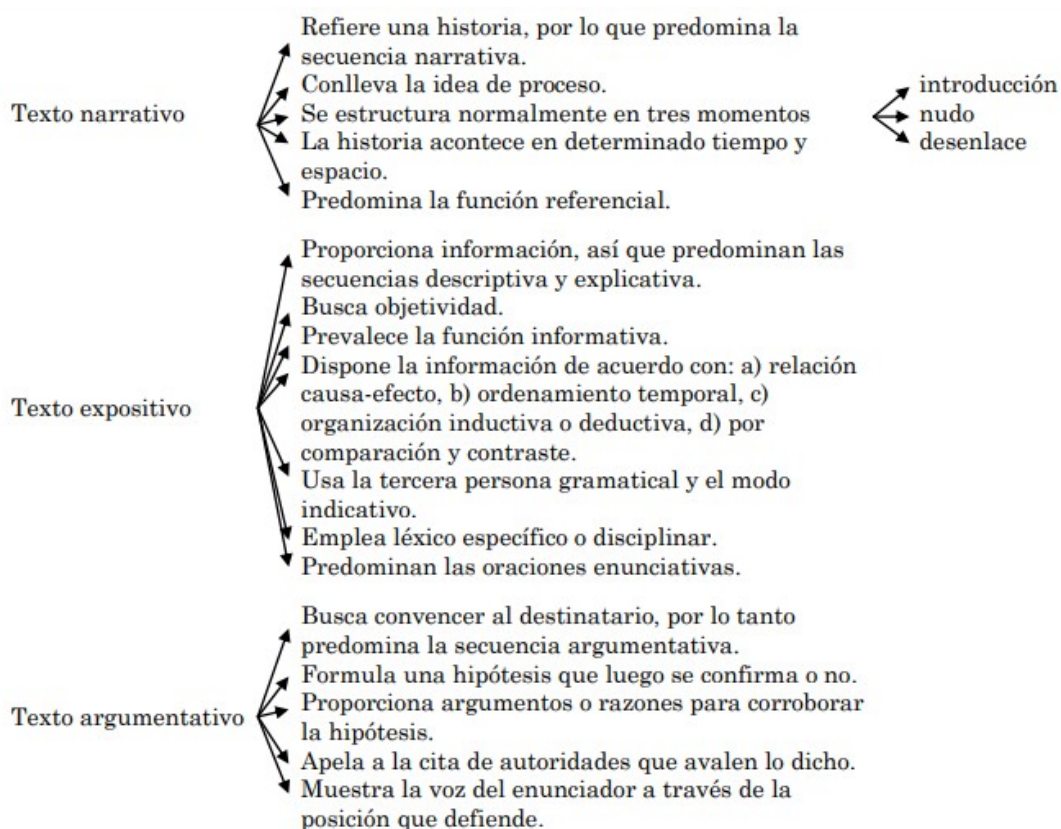 Refiere una historia, por lo que predomina la
secuencia narrativa.
Conlleva la idea de proceso.
introducción
Texto narrativo
Se estructura normalmente en tres momentos
nudo
La historia acontece en determinado tiempo y
desenlace
espacio.
Predomina la función referencial.
Proporciona información, así que predominan las
secuencias descriptiva y explicativa.
Busca objetividad.
Prevalece la función informativa.
Dispone la información de acuerdo con: a) relación
causa-efecto, b) ordenamiento temporal, c)
Texto expositivo
organización inductiva o deductiva, d) por
comparación y contraste.
Usa la tercera persona gramatical y el modo
indicativo.
Emplea léxico específico o disciplinar.
Predominan las oraciones enunciativas.
Busca convencer al destinatario, por lo tanto
predomina la secuencia argumentativa.
Formula una hipótesis que luego se confirma o no.
Texto argumentativo
Proporciona argumentos o razones para corroborar
la hipótesis.
Apela a la cita de autoridades que avalen lo dicho.
Muestra la voz del enunciador a través de la
posición que defiende.